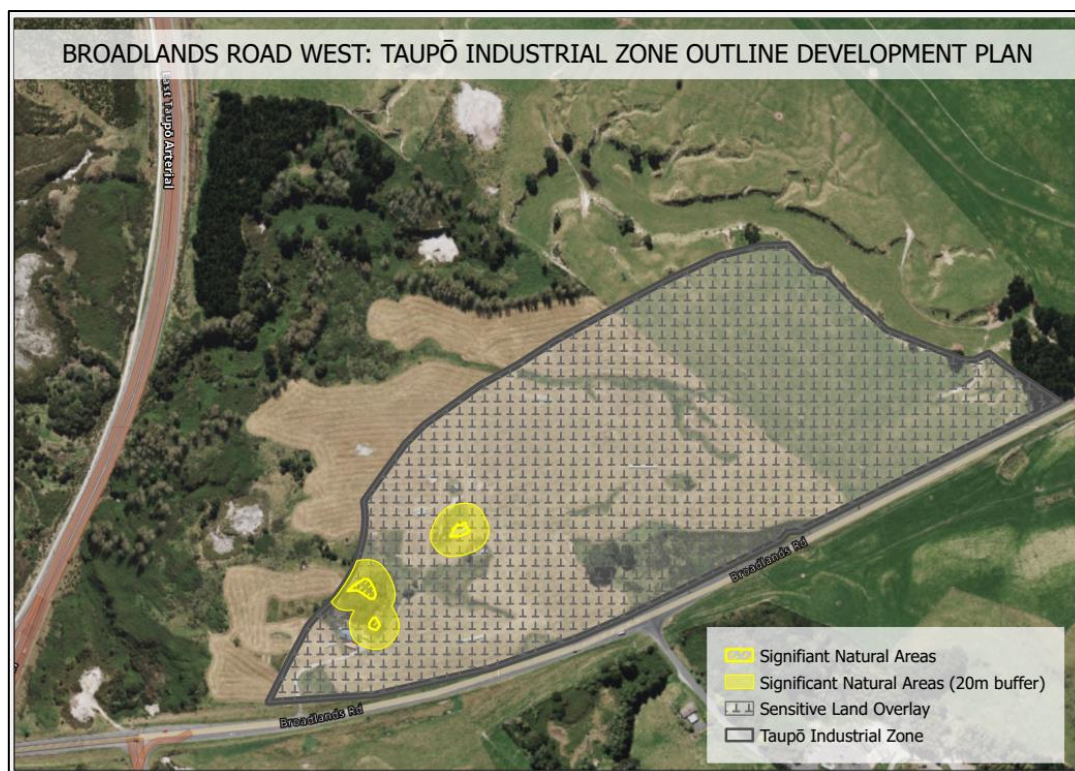 BROADLANDS ROAD WEST: TAUPŌ INDUSTRIAL ZONE OUTLINE DEVELOPMENT PLAN
East Taupō Arterial
Broadlands Rd
Broadlands Rd
Signifiant Natural Areas
Significant Natural Areas (20m buffer)
Sensitive Land Overlay
Taupō Industrial Zone